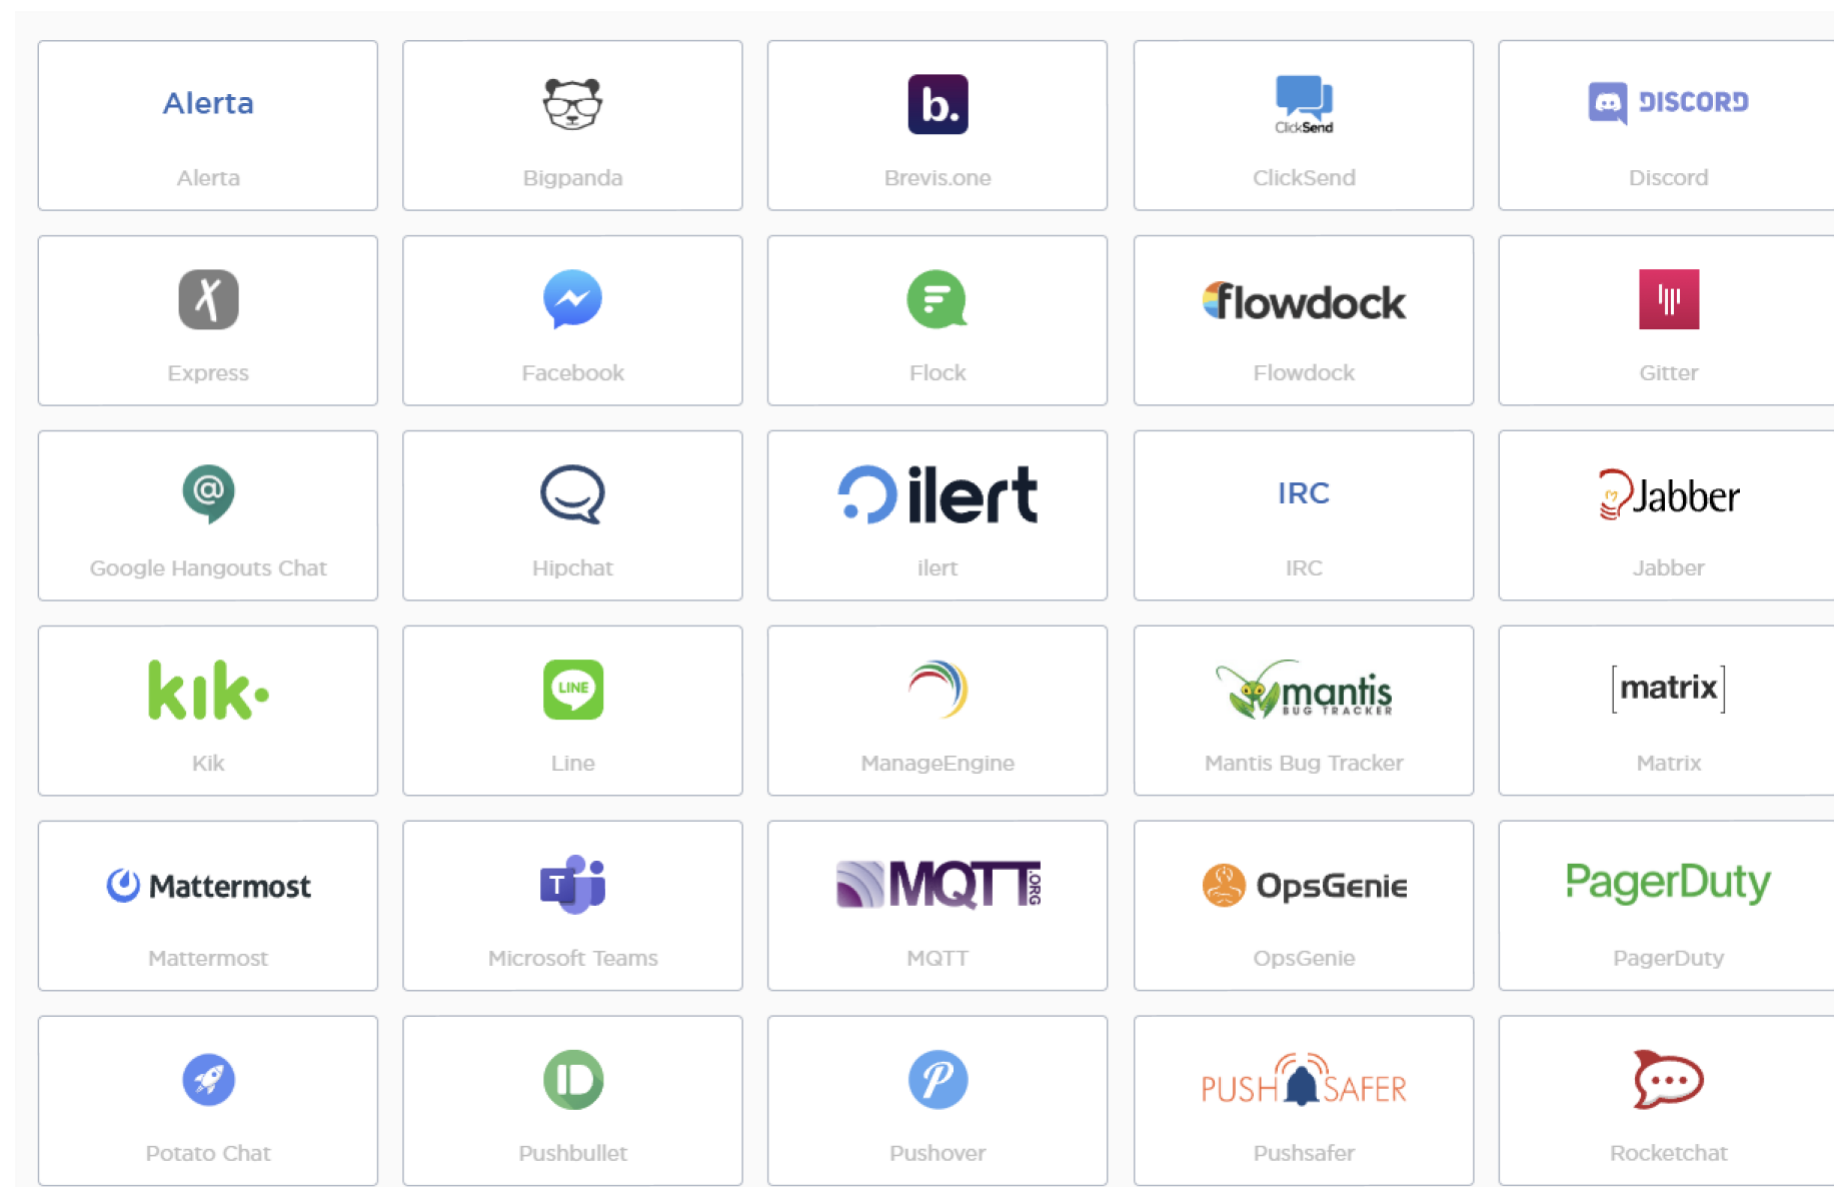 Alerta
b.
ClickSend
DISCORD
Alerta
Bigpanda
Brevis.one
ClickSend
Discord
X
flowdock
Express
Facebook
Flock
Flowdock
Gitter
@
ilert
IRC
Jabber
Google Hangouts Chat
Hipchat
ilert
IRC
Jabber
kik
LINE
mantis
BUG TRACKER
[matrix]
Kik
Line
ManageEngine
Mantis Bug Tracker
Matrix
Mattermost
T
MQTT.ORG
OpsGenie
PagerDuty
Mattermost
Microsoft Teams
MQTT
OpsGenie
PagerDuty
P
PUSH SAFER
Potato Chat
Pushbullet
Pushover
Pushsafer
Rocketchat